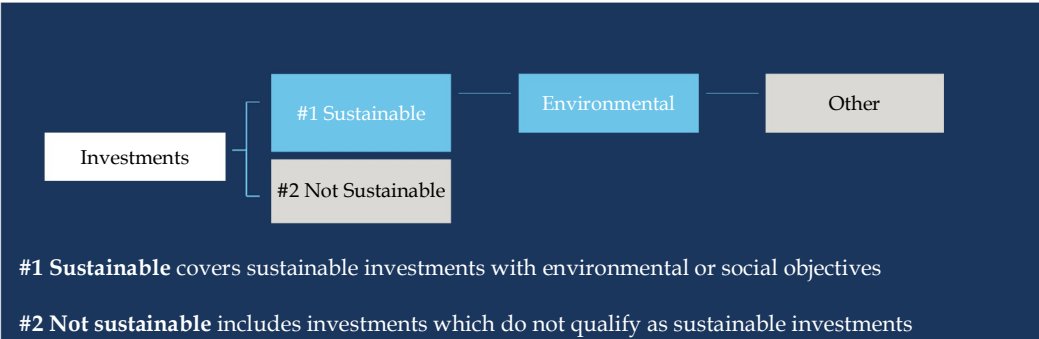 #1 Sustainable
Environmental
Other
Investments
#2 Not Sustainable
#1 Sustainable covers sustainable investments with environmental or social objectives
#2 Not sustainable includes investments which do not qualify as sustainable investments